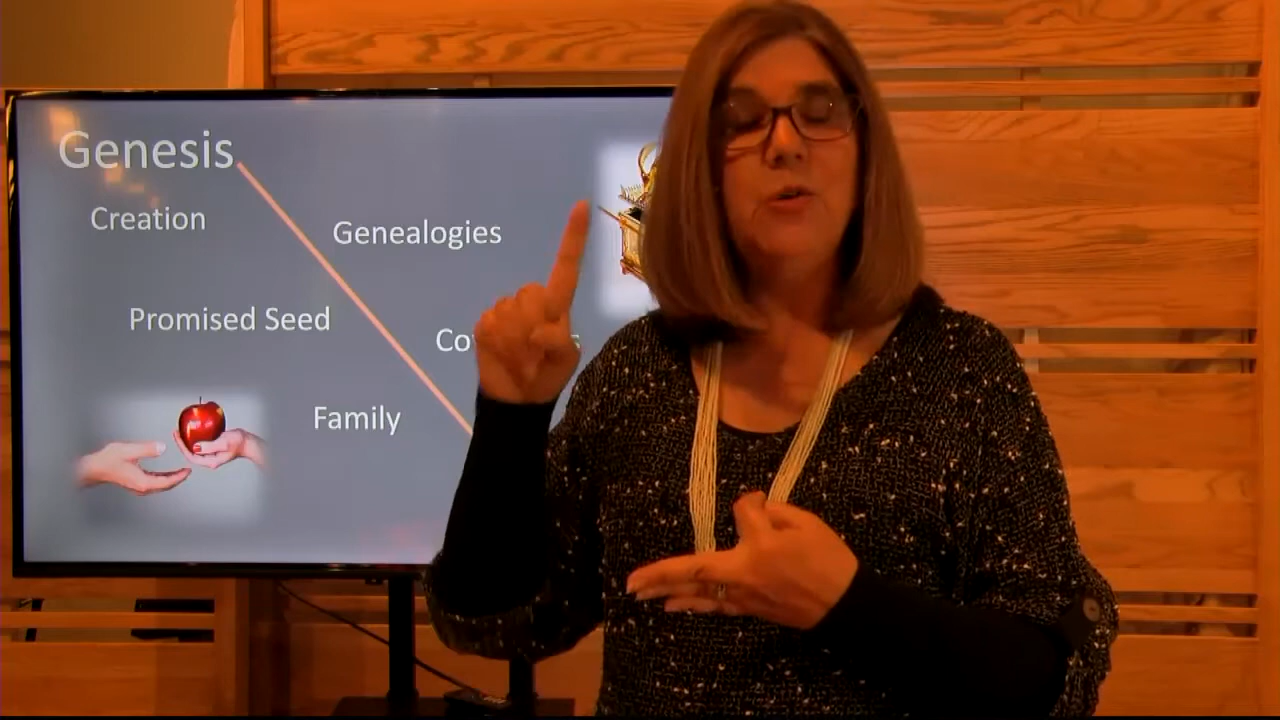 Genesis
Creation
Genealogies
Promised Seed
Family